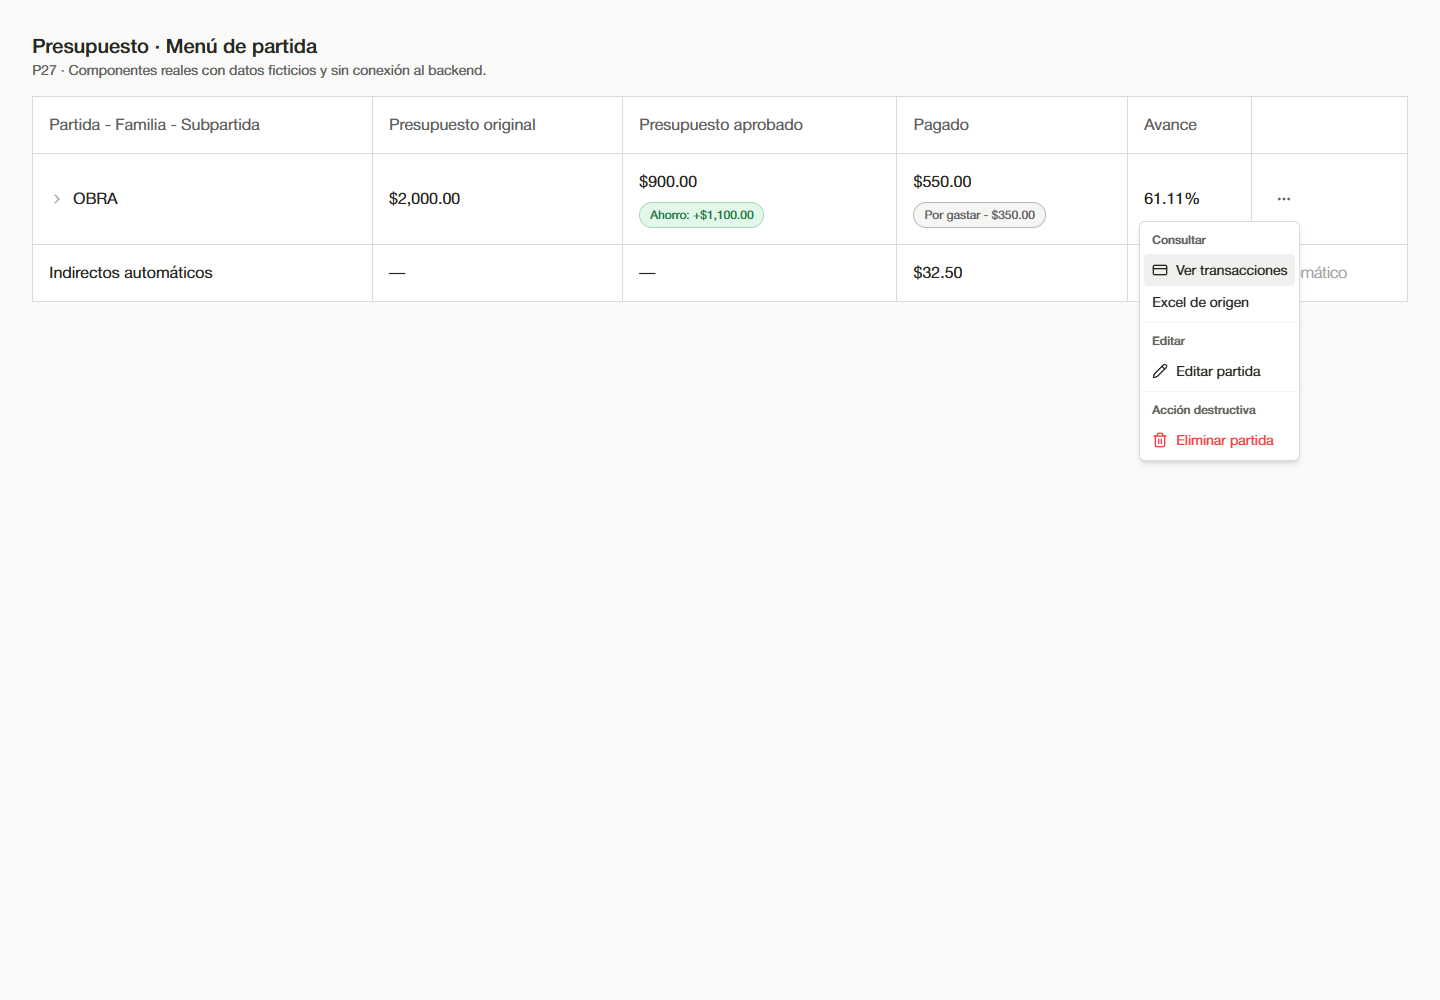 Presupuesto · Menú de partida
P27 · Componentes reales con datos ficticios y sin conexión al backend.
Partida - Familia - Subpartida
Presupuesto original
Presupuesto aprobado
Pagado
Avance
OBRA
$2,000.00
$900.00
Ahorro: +$1,100.00
$550.00
Por gastar - $350.00
61.11%
Indirectos automáticos
—
—
$32.50
Consultar
Ver transacciones
Excel de origen
Editar
Editar partida
Acción destructiva
Eliminar partida